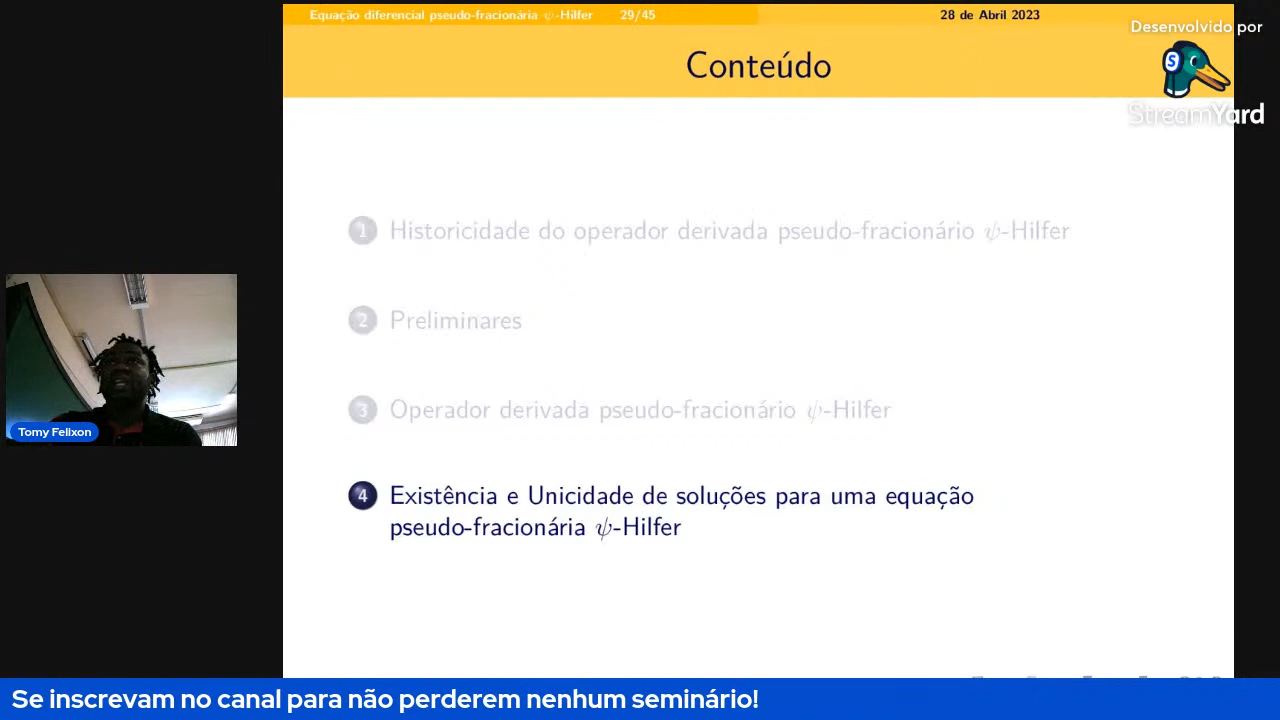 Equação diferencial pseudo-fracionária ψ-Hilfer 29/45 28 de Abril 2023
Desenvolvido por
StreamYard
Conteúdo
1 Historicidade do operador derivada pseudo-fracionário ψ-Hilfer
2 Preliminares
3 Operador derivada pseudo-fracionário ψ-Hilfer
4 Existência e Unicidade de soluções para uma equação
pseudo-fracionária ψ-Hilfer
Tomy Felixon
Se inscrevam no canal para não perderem nenhum seminário!